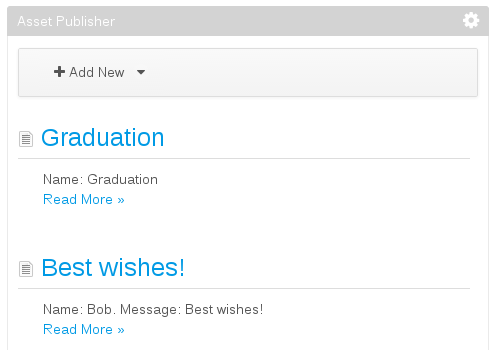 Asset Publisher
Add New
Graduation
Name: Graduation
Read More »
Best wishes!
Name: Bob. Message: Best wishes!
Read More »